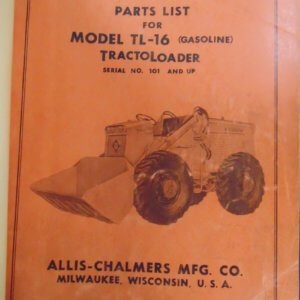 PARTS LIST
FOR
MODEL TL-16 (GASOLINE)
TRACTOLOADER
SERIAL NO. 101 AND UP
ALLIS-CHALMERS MFG. CO.
MILWAUKEE, WISCONSIN, U. S. A.